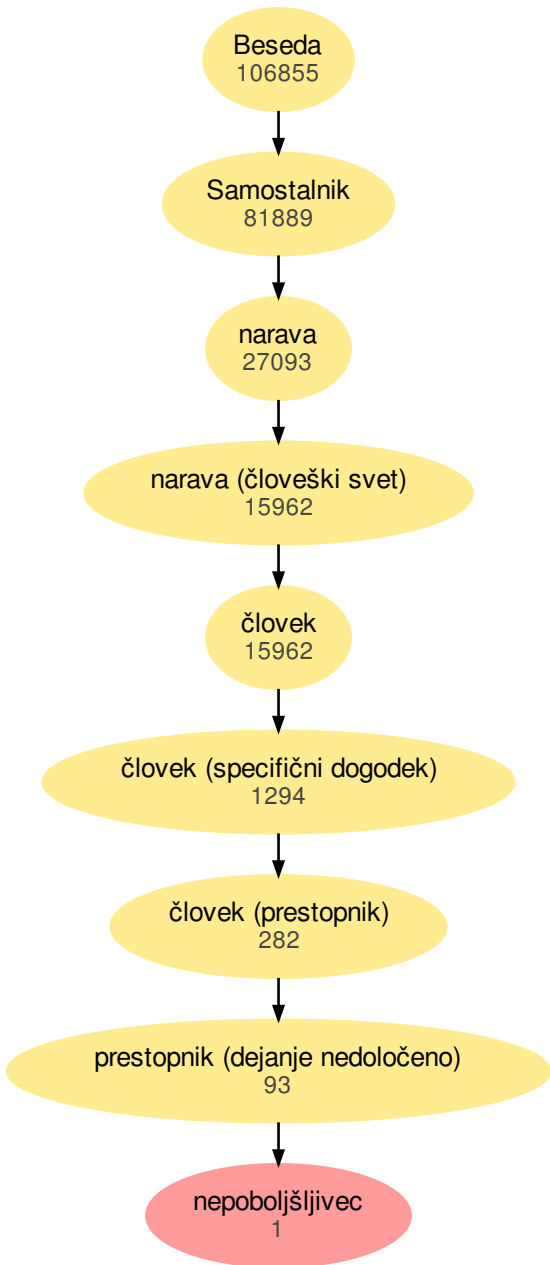 Beseda
106855
Samostalnik
81889
narava
27093
narava (človeški svet)
15962
človek
15962
človek (specifični dogodek)
1294
človek (prestopnik)
282
prestopnik (dejanje nedoločeno)
93
nepoboljšljivec
1